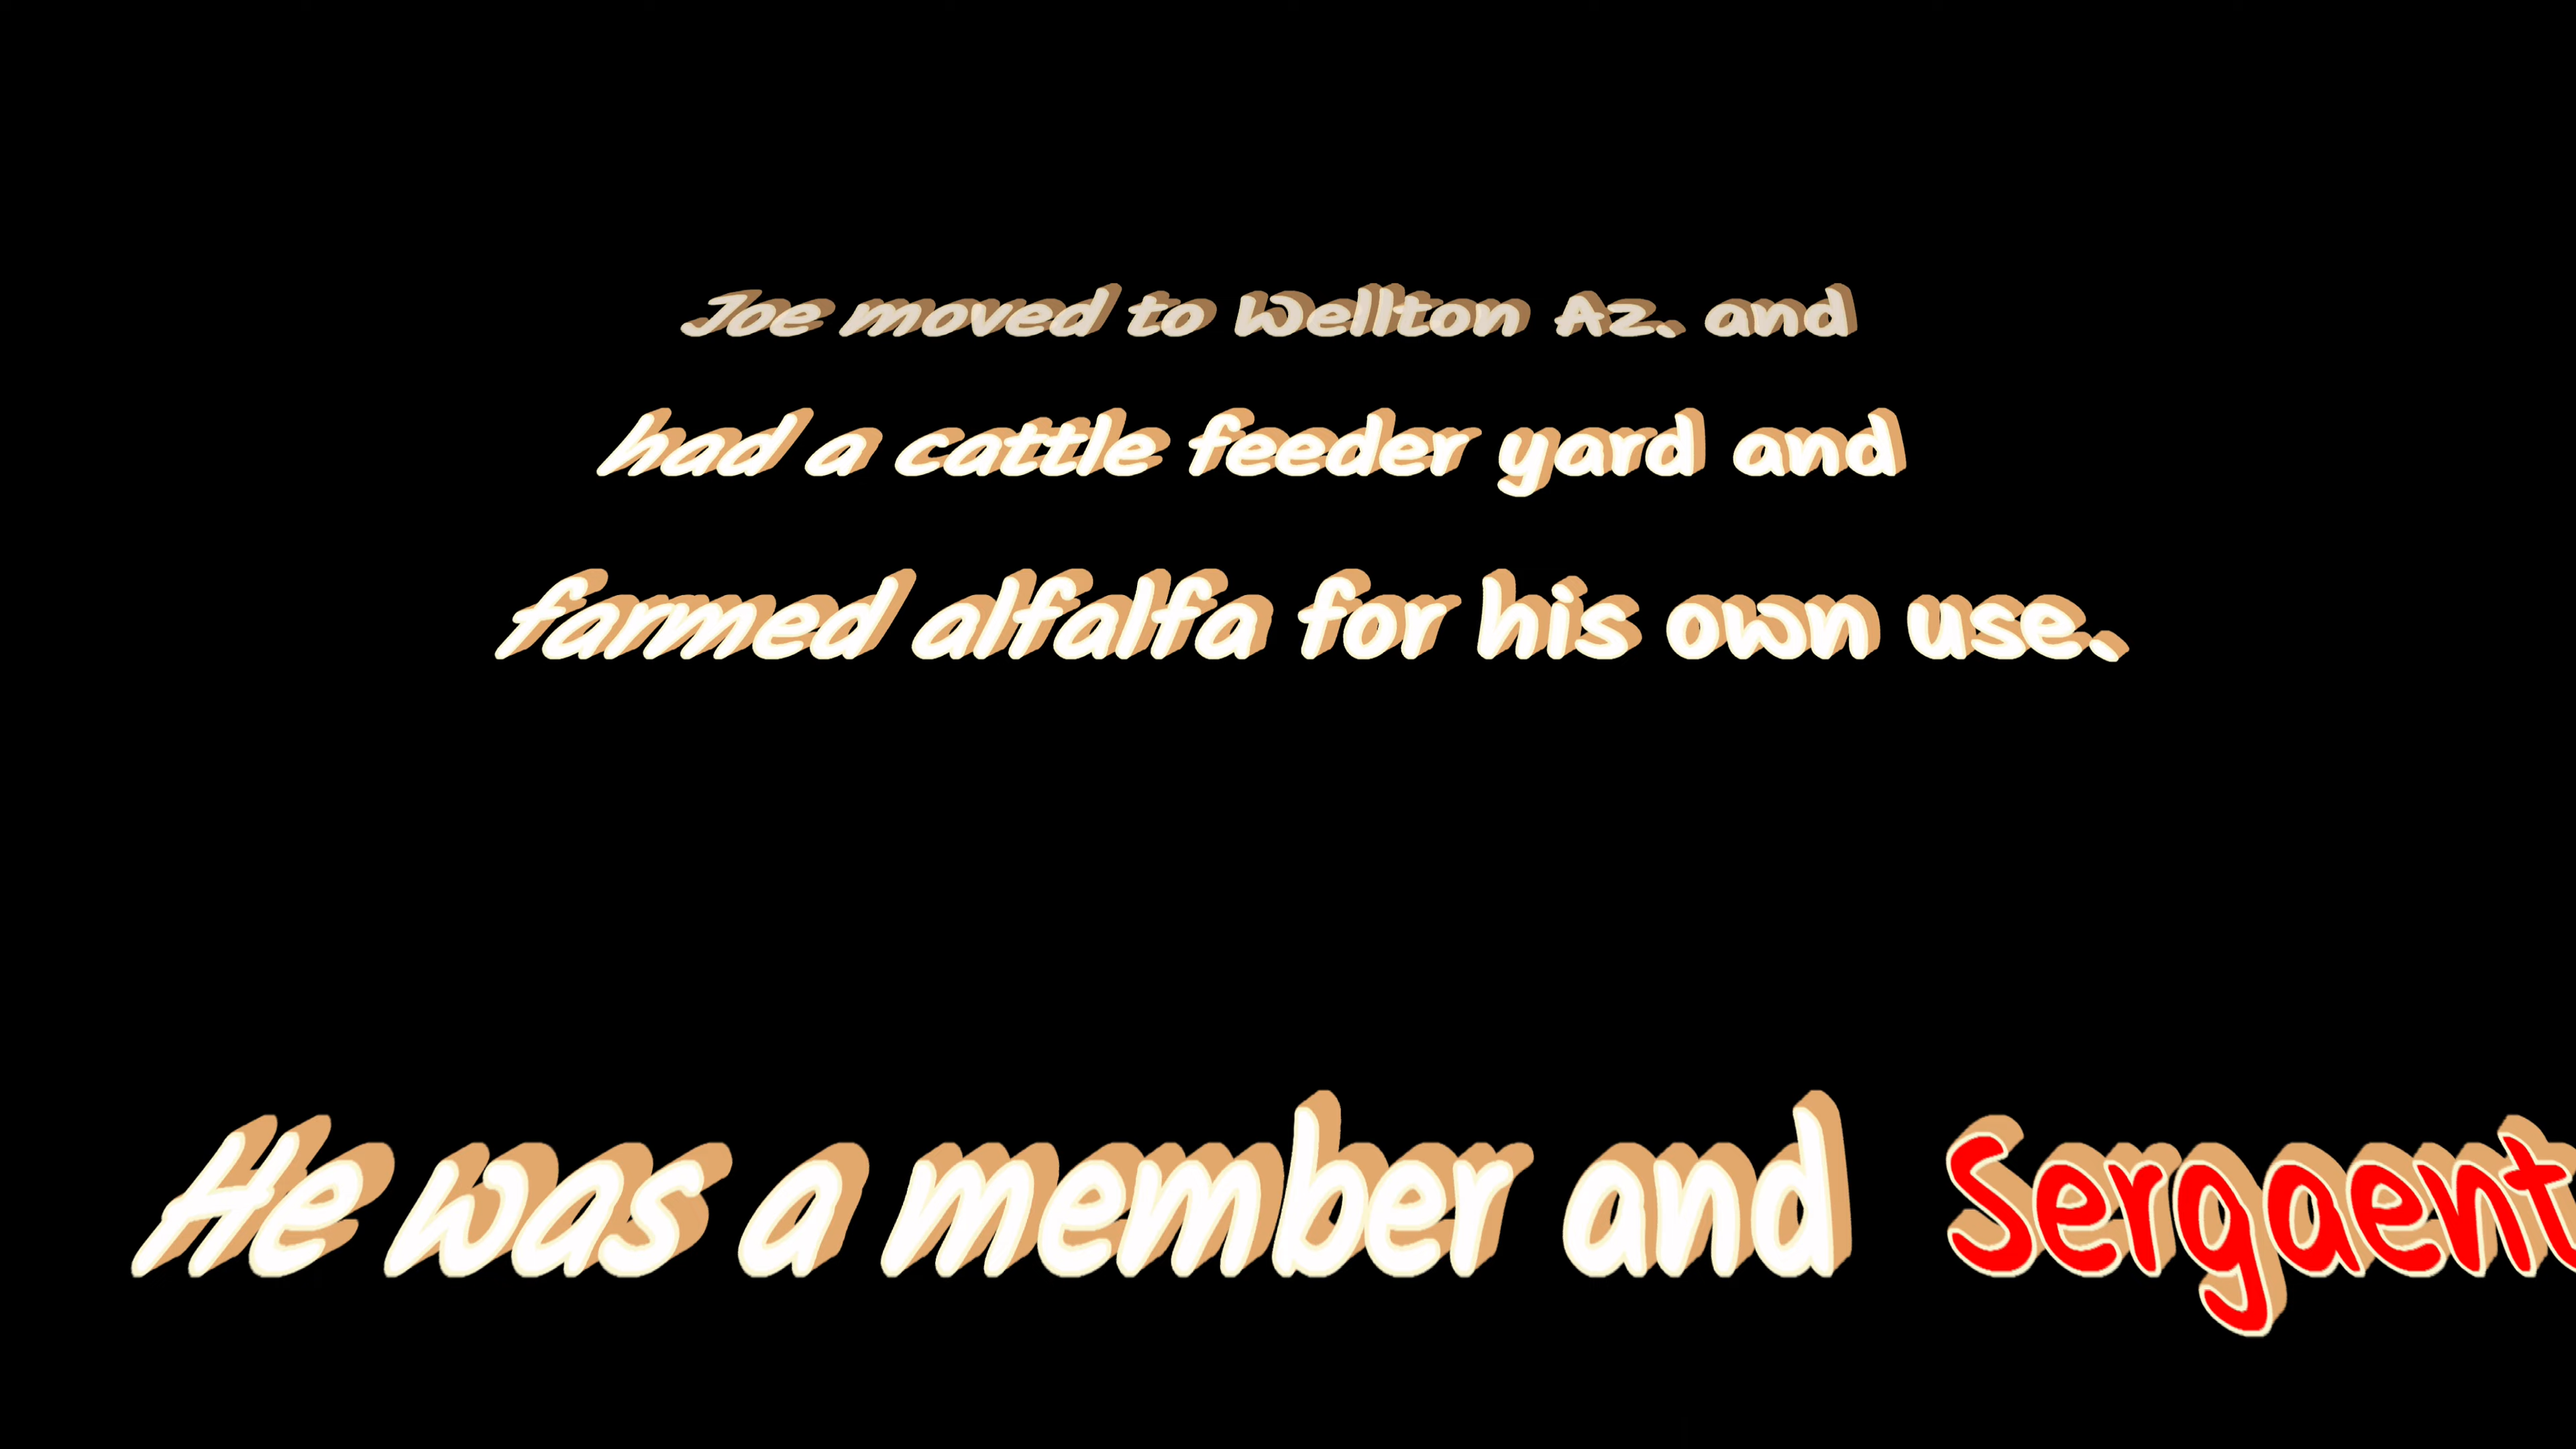 Joe moved to Wellton Az. and
had a cattle feeder yard and
farmed alfalfa for his own use.
He was a member and Sergaent